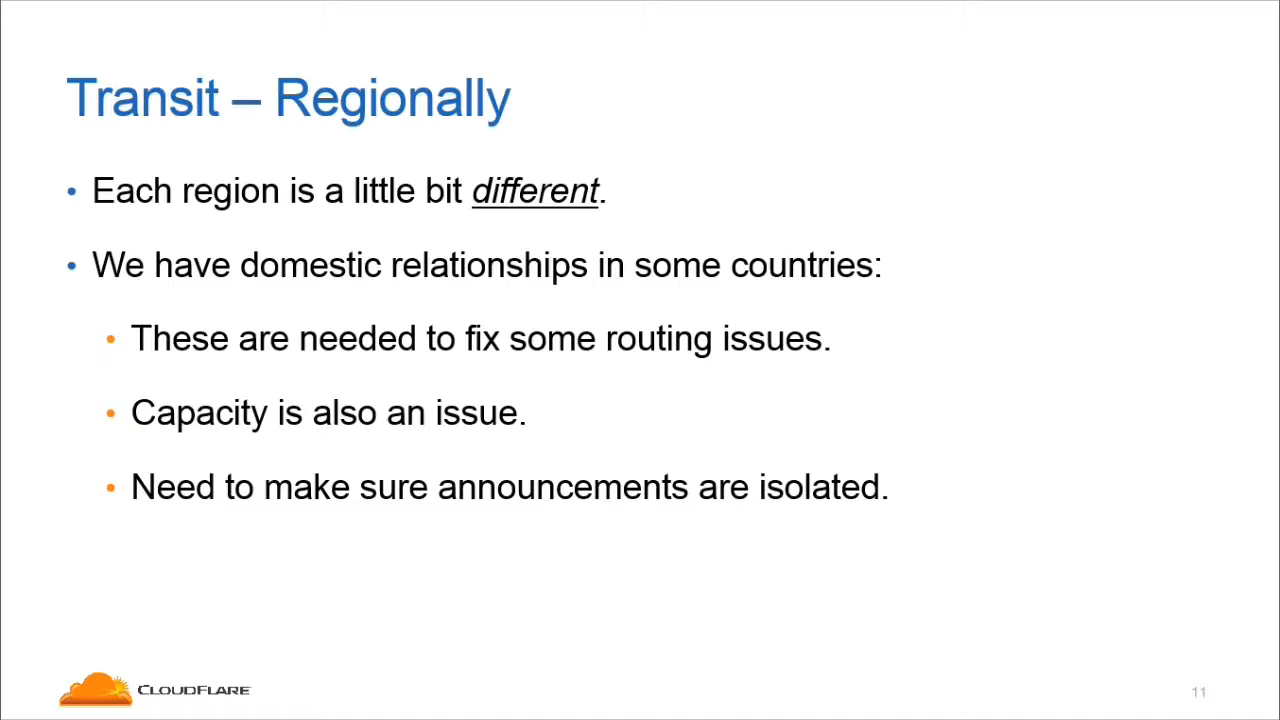 Transit – Regionally
Each region is a little bit different.
We have domestic relationships in some countries:
These are needed to fix some routing issues.
Capacity is also an issue.
Need to make sure announcements are isolated.
CLOUDFLARE
11